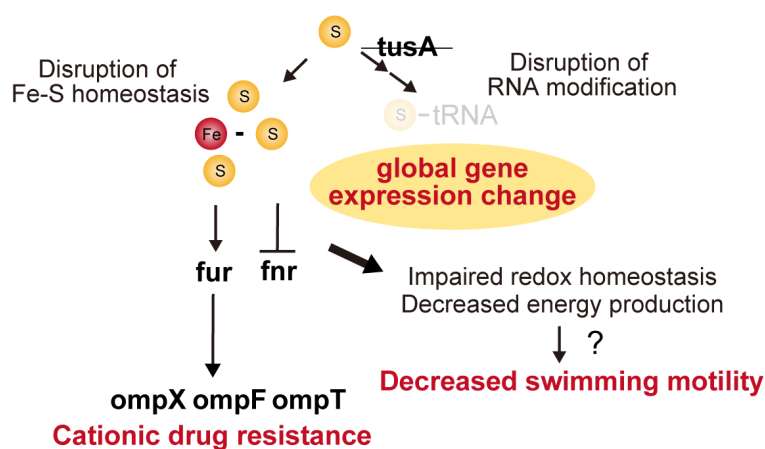 S
tusA
Disruption of
Fe-S homeostasis
Disruption of
RNA modification
S
Fe - S
S
S-tRNA
global gene
expression change
fur fnr
Impaired redox homeostasis
Decreased energy production
?
ompX ompF ompT
Cationic drug resistance
Decreased swimming motility